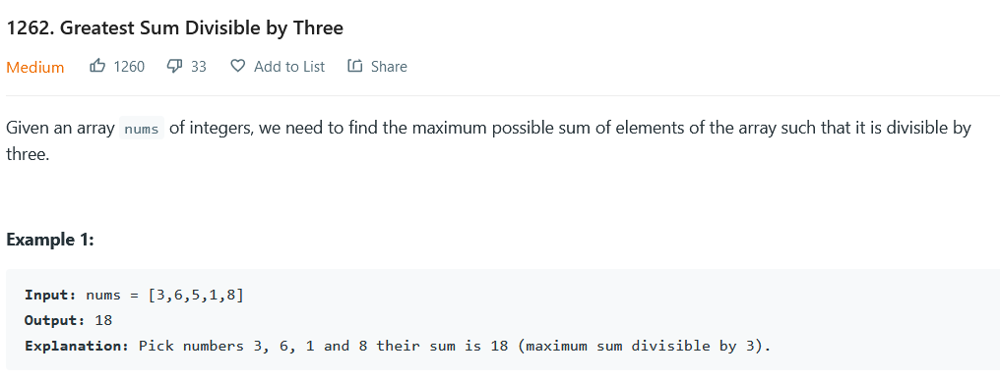 1262. Greatest Sum Divisible by Three
Medium 1260 33 Add to List Share
Given an array nums of integers, we need to find the maximum possible sum of elements of the array such that it is divisible by
three.
Example 1:
Input: nums = [3,6,5,1,8]
Output: 18
Explanation: Pick numbers 3, 6, 1 and 8 their sum is 18 (maximum sum divisible by 3).